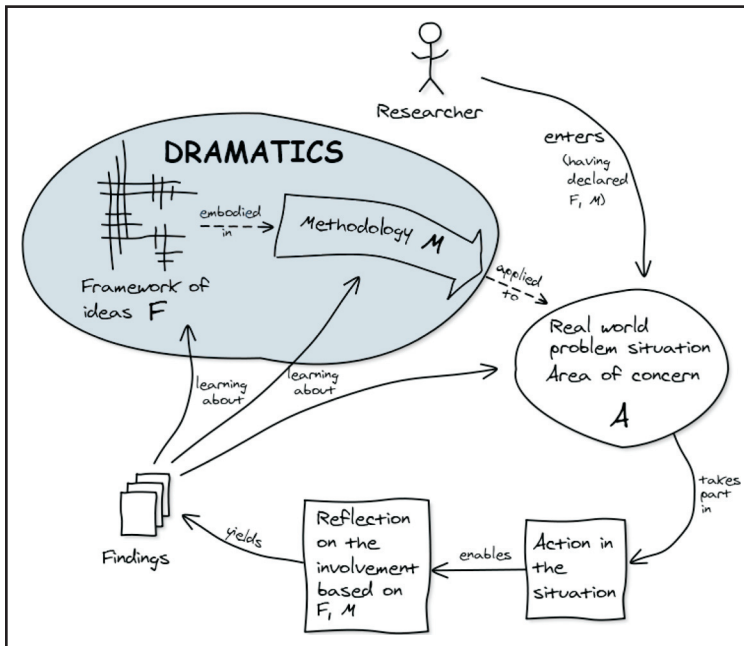 Researcher
enters
(having
declared
F, M)
DRAMATICS
embodied
in
Methodology M
Framework of
ideas F
applied
to
Real world
problem situation
Area of concern
A
learning
about
learning
about
takes
part
in
Action in
the
situation
enables
Reflection
on the
involvement
based on
F, M
yields
Findings